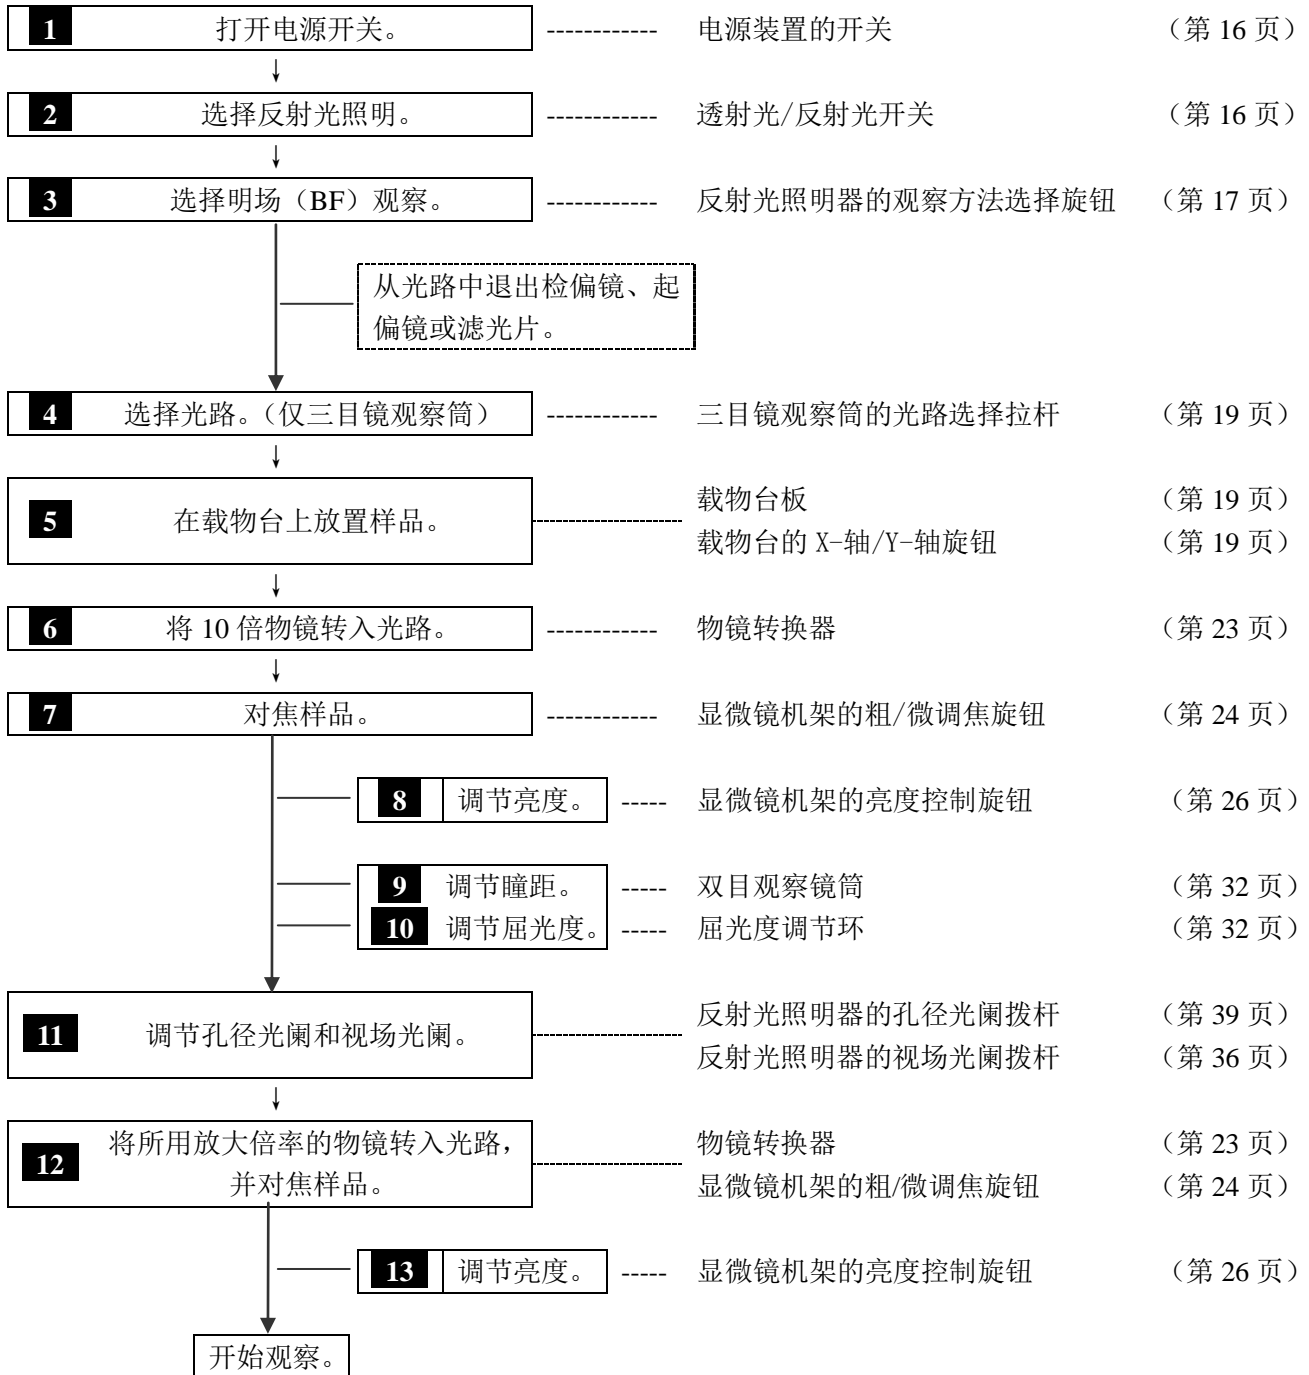 1 打开电源开关。 ------------ 电源装置的开关 （第 16 页）
2 选择反射光照明。 ------------ 透射光/反射光开关 （第 16 页）
3 选择明场（BF）观察。 ------------ 反射光照明器的观察方法选择旋钮 （第 17 页）
从光路中退出检偏镜、起
偏镜或滤光片。
4 选择光路。（仅三目镜观察筒） ------------ 三目镜观察筒的光路选择拉杆 （第 19 页）
5 在载物台上放置样品。
载物台板 （第 19 页）
载物台的 X-轴/Y-轴旋钮 （第 19 页）
6 将 10 倍物镜转入光路。 ------------ 物镜转换器 （第 23 页）
7 对焦样品。 ------------ 显微镜机架的粗/微调焦旋钮 （第 24 页）
8 调节亮度。 ----- 显微镜机架的亮度控制旋钮 （第 26 页）
9 调节瞳距。 ----- 双目观察镜筒 （第 32 页）
10 调节屈光度。 ----- 屈光度调节环 （第 32 页）
11 调节孔径光阑和视场光阑。
反射光照明器的孔径光阑拨杆 （第 39 页）
反射光照明器的视场光阑拨杆 （第 36 页）
12 将所用放大倍率的物镜转入光路，
并对焦样品。
物镜转换器 （第 23 页）
显微镜机架的粗/微调焦旋钮 （第 24 页）
13 调节亮度。 ----- 显微镜机架的亮度控制旋钮 （第 26 页）
开始观察。